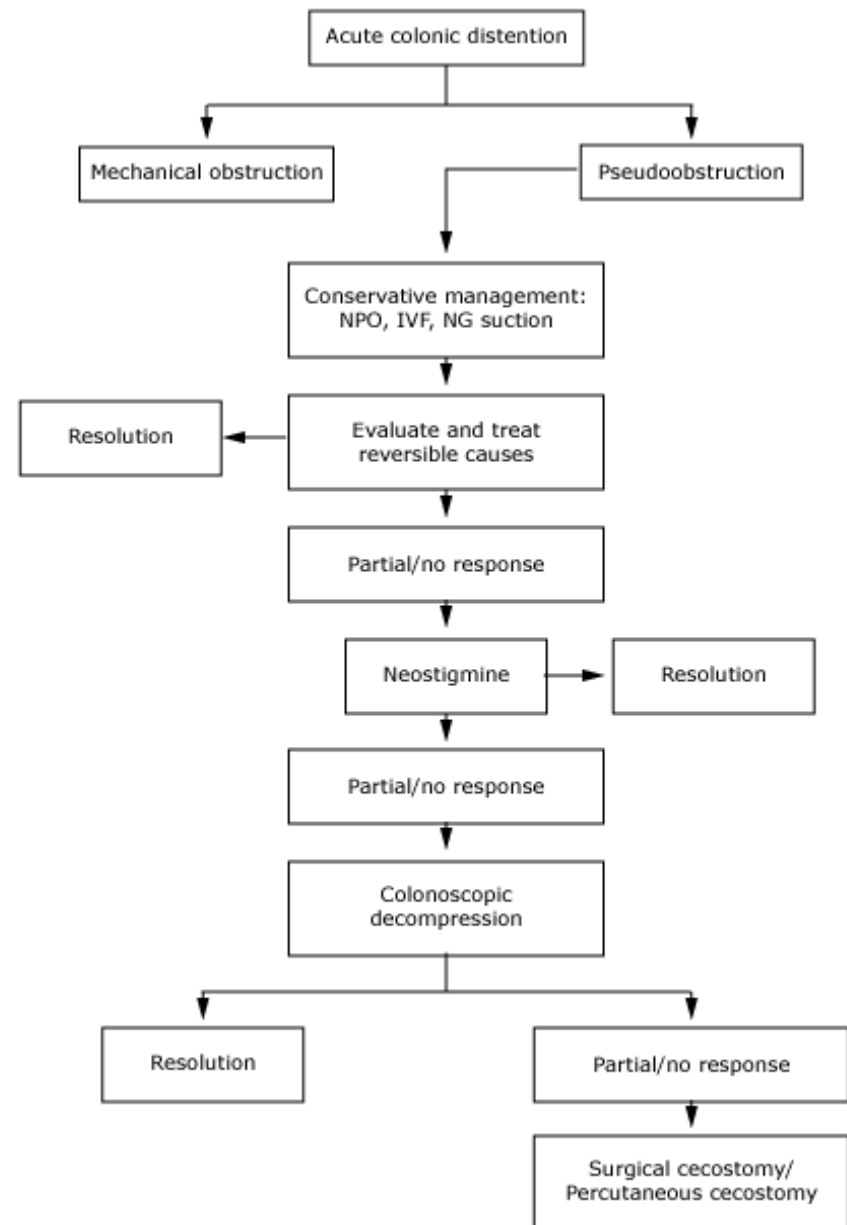 Acute colonic distention
Mechanical obstruction
Pseudoobstruction
Conservative management:
NPO, IVF, NG suction
Resolution
Evaluate and treat
reversible causes
Partial/no response
Neostigmine
Resolution
Partial/no response
Colonoscopic
decompression
Resolution
Partial/no response
Surgical cecostomy/
Percutaneous cecostomy